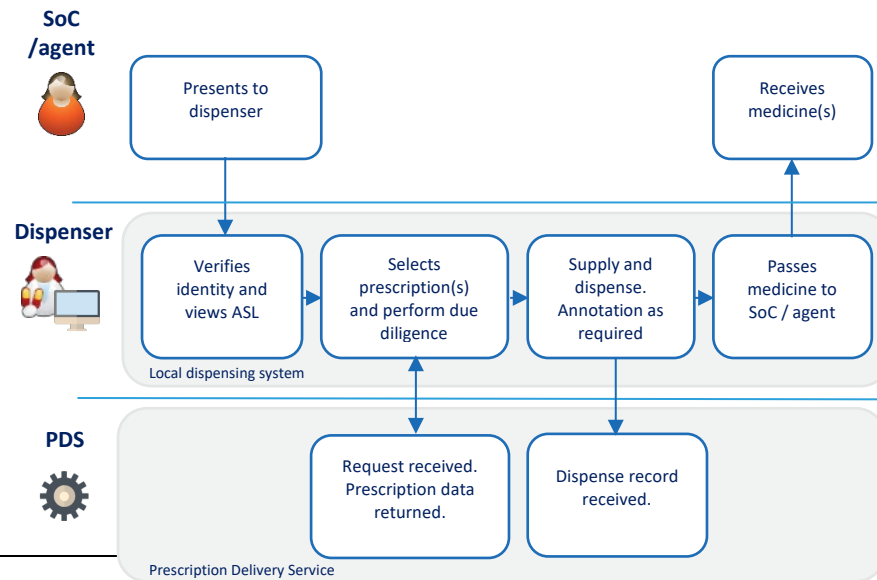 SoC
/agent
Presents to
dispenser
Receives
medicine(s)
Dispenser
Verifies
identity and
views ASL
Selects
prescription(s)
and perform due
diligence
Supply and
dispense.
Annotation as
required
Passes
medicine to
SoC / agent
Local dispensing system
PDS
Request received.
Prescription data
returned.
Dispense record
received.
Prescription Delivery Service